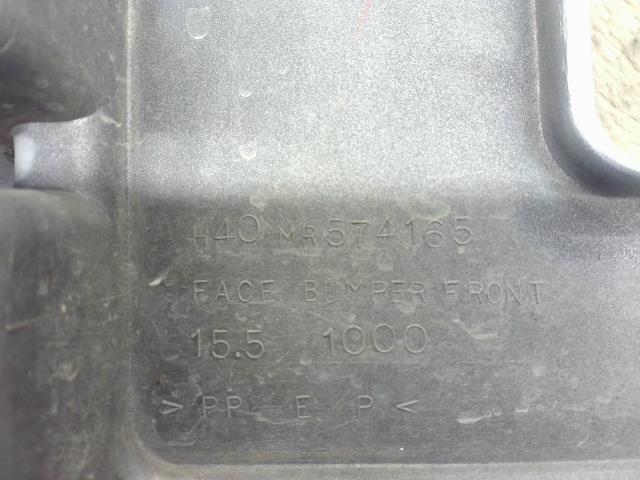 H40 MR574165
FACE BUMPER FRONT
15.5 1000
> PP - E / P <